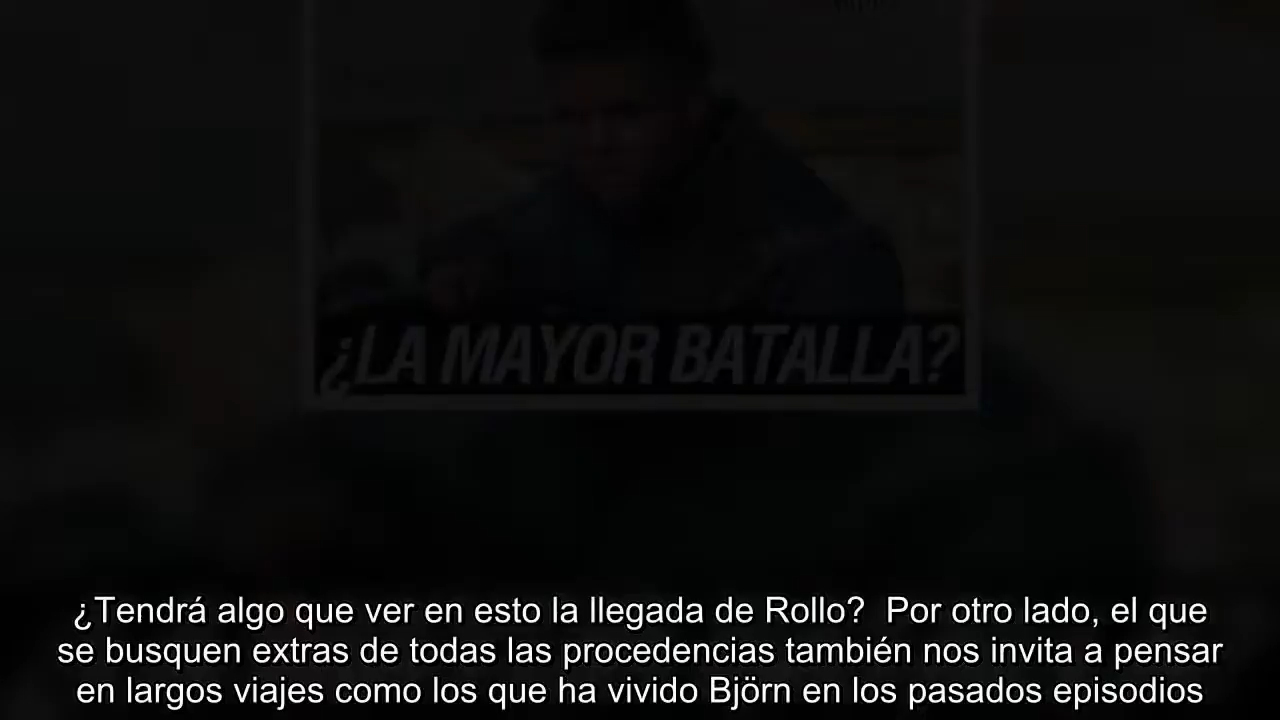 ¿LA MAYOR BATALLA?
¿Tendrá algo que ver en esto la llegada de Rollo?  Por otro lado, el que
se busquen extras de todas las procedencias también nos invita a pensar
en largos viajes como los que ha vivido Björn en los pasados episodios